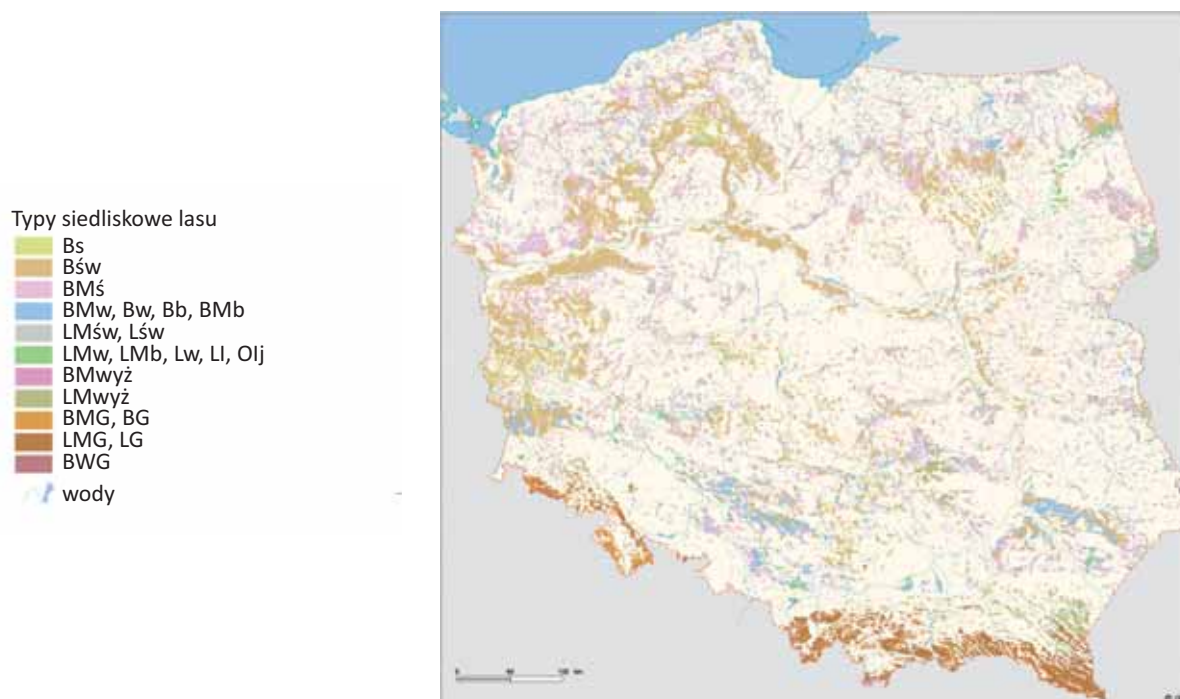 Typy siedliskowe lasu
Bs
Bśw
BMś
BMw, Bw, Bb, BMb
LMśw, Lśw
LMw, LMb, Lw, Ll, Olj
BMwyż
LMwyż
BMG, BG
LMG, LG
BWG
wody